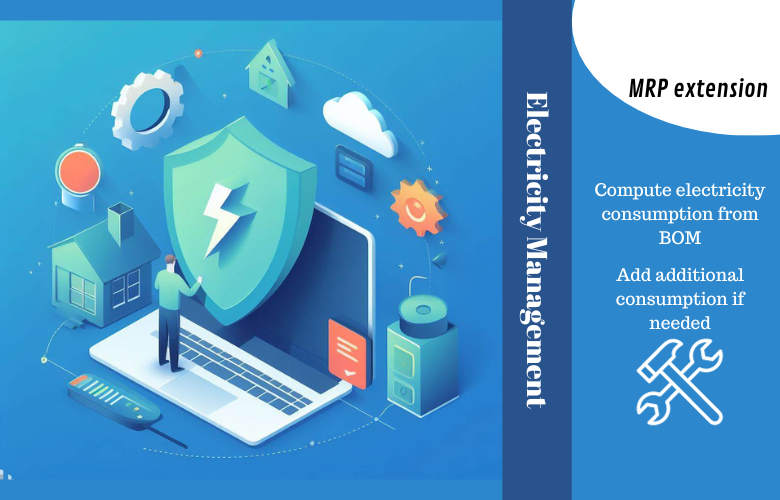 Electricity Management
MRP extension
Compute electricity
consumption from
BOM
Add additional
consumption if
needed